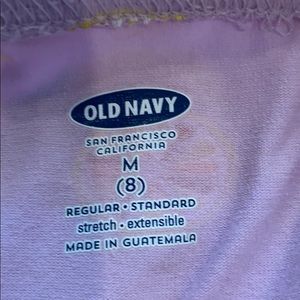 OLD NAVY
SAN FRANCISCO
CALIFORNIA
M
(8)
REGULAR • STANDARD
stretch • extensible
MADE IN GUATEMALA